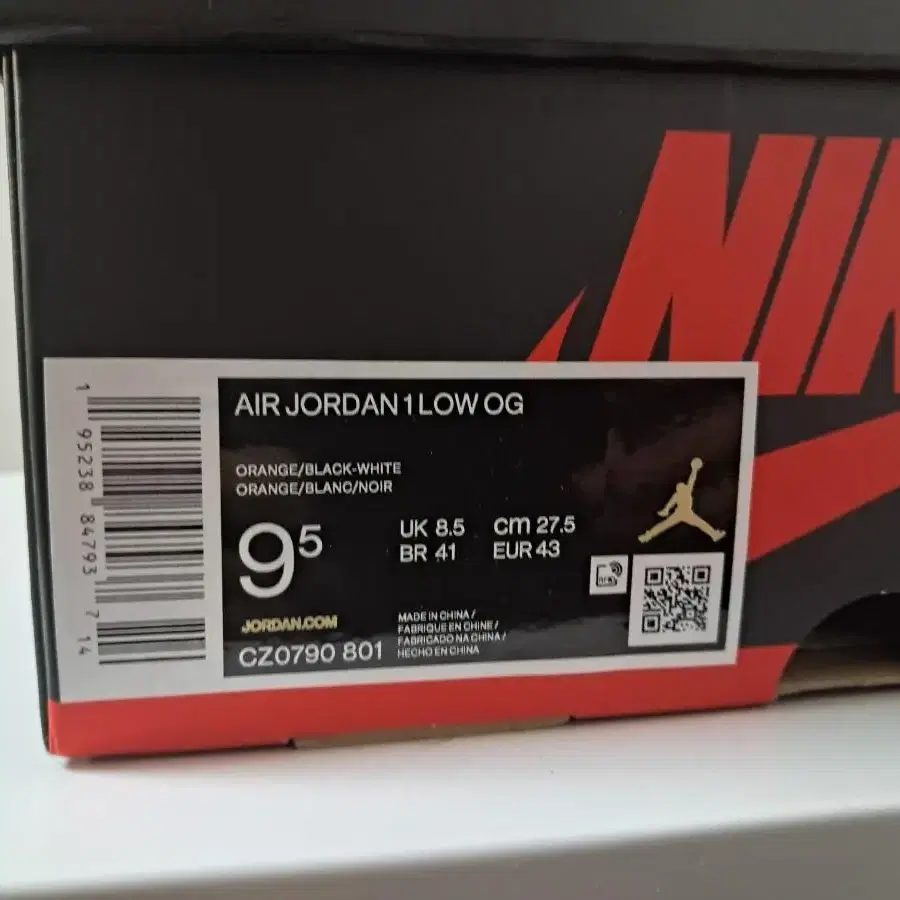 NIK
AIR JORDAN 1 LOW OG
ORANGE/BLACK-WHITE
ORANGE/BLANC/NOIR
9⁵
UK 8.5 cm 27.5
BR 41 EUR 43
JORDAN.COM
CZ0790 801
MADE IN CHINA /
FABRIQUE EN CHINE /
FABRICADO NA CHINA /
HECHO EN CHINA
RFID
1 95238 84793 7 14